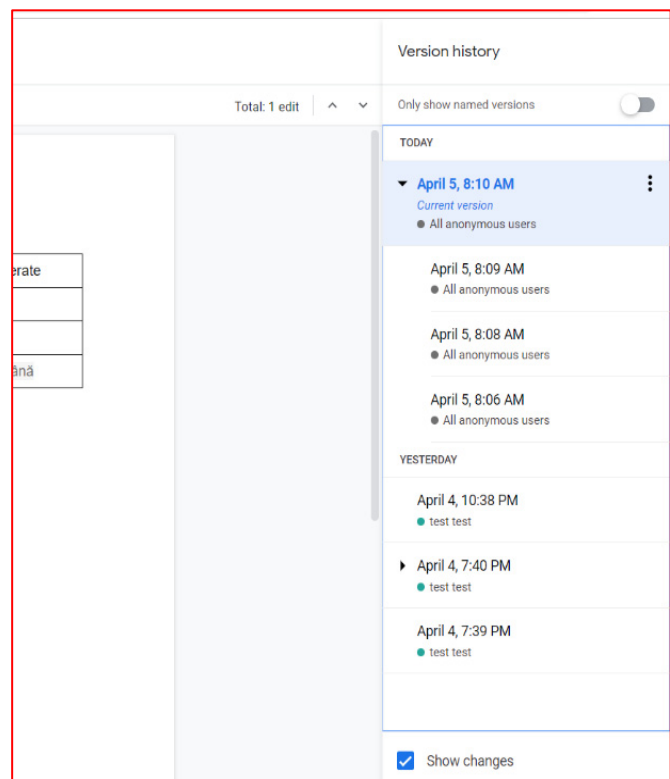 Version history
Total: 1 edit
Only show named versions
TODAY
April 5, 8:10 AM
Current version
All anonymous users
erate
April 5, 8:09 AM
All anonymous users
April 5, 8:08 AM
All anonymous users
ână
April 5, 8:06 AM
All anonymous users
YESTERDAY
April 4, 10:38 PM
test test
April 4, 7:40 PM
test test
April 4, 7:39 PM
test test
Show changes